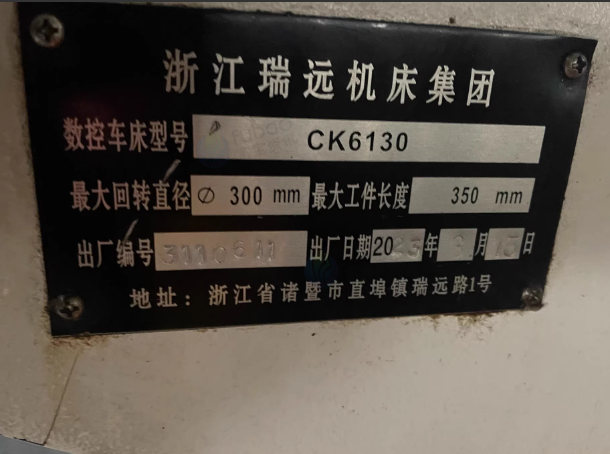 浙江瑞远机床集团
数控车床型号 CK6130
最大回转直径 ∅ 300 mm 最大工件长度 350 mm
出厂编号 3110511 出厂日期 20 年 月 日
地址：浙江省诸暨市直埠镇瑞远路1号